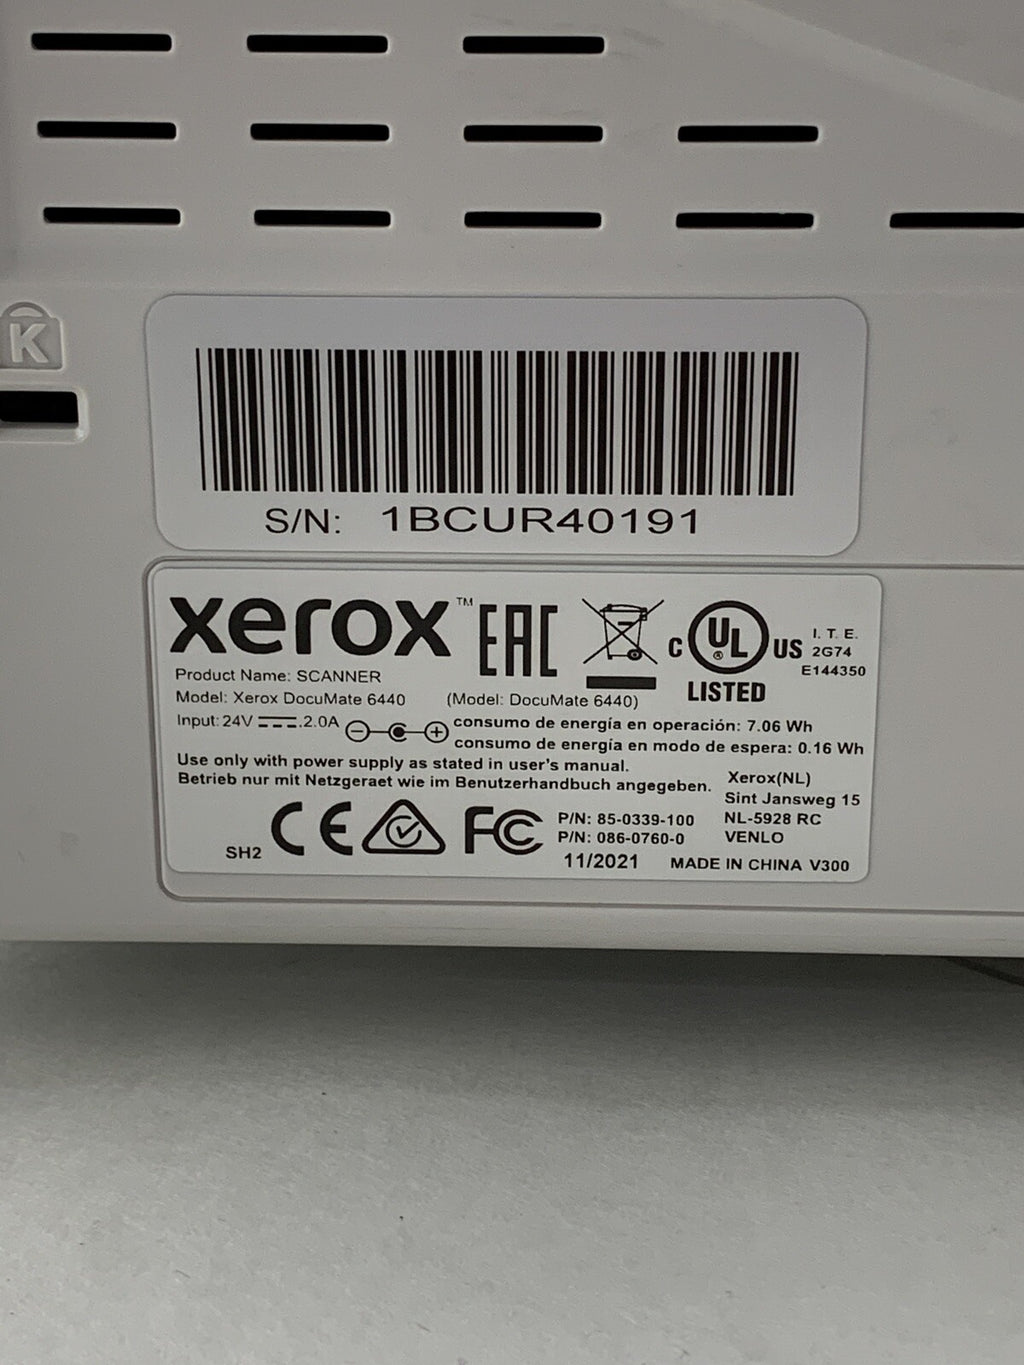 K
S/N: 1BCUR40191
xerox™ EAC
C UL® US LISTED
I. T. E.
2G74
E144350
Product Name: SCANNER
Model: Xerox DocuMate 6440 (Model: DocuMate 6440)
Input: 24V .2.0A
consumo de energía en operación: 7.06 Wh
consumo de energía en modo de espera: 0.16 Wh
Use only with power supply as stated in user's manual.
Betrieb nur mit Netzgeraet wie im Benutzerhandbuch angegeben.
Xerox(NL)
Sint Jansweg 15
NL-5928 RC
VENLO
SH2
CE FC
P/N: 85-0339-100
P/N: 086-0760-0
11/2021
MADE IN CHINA V300